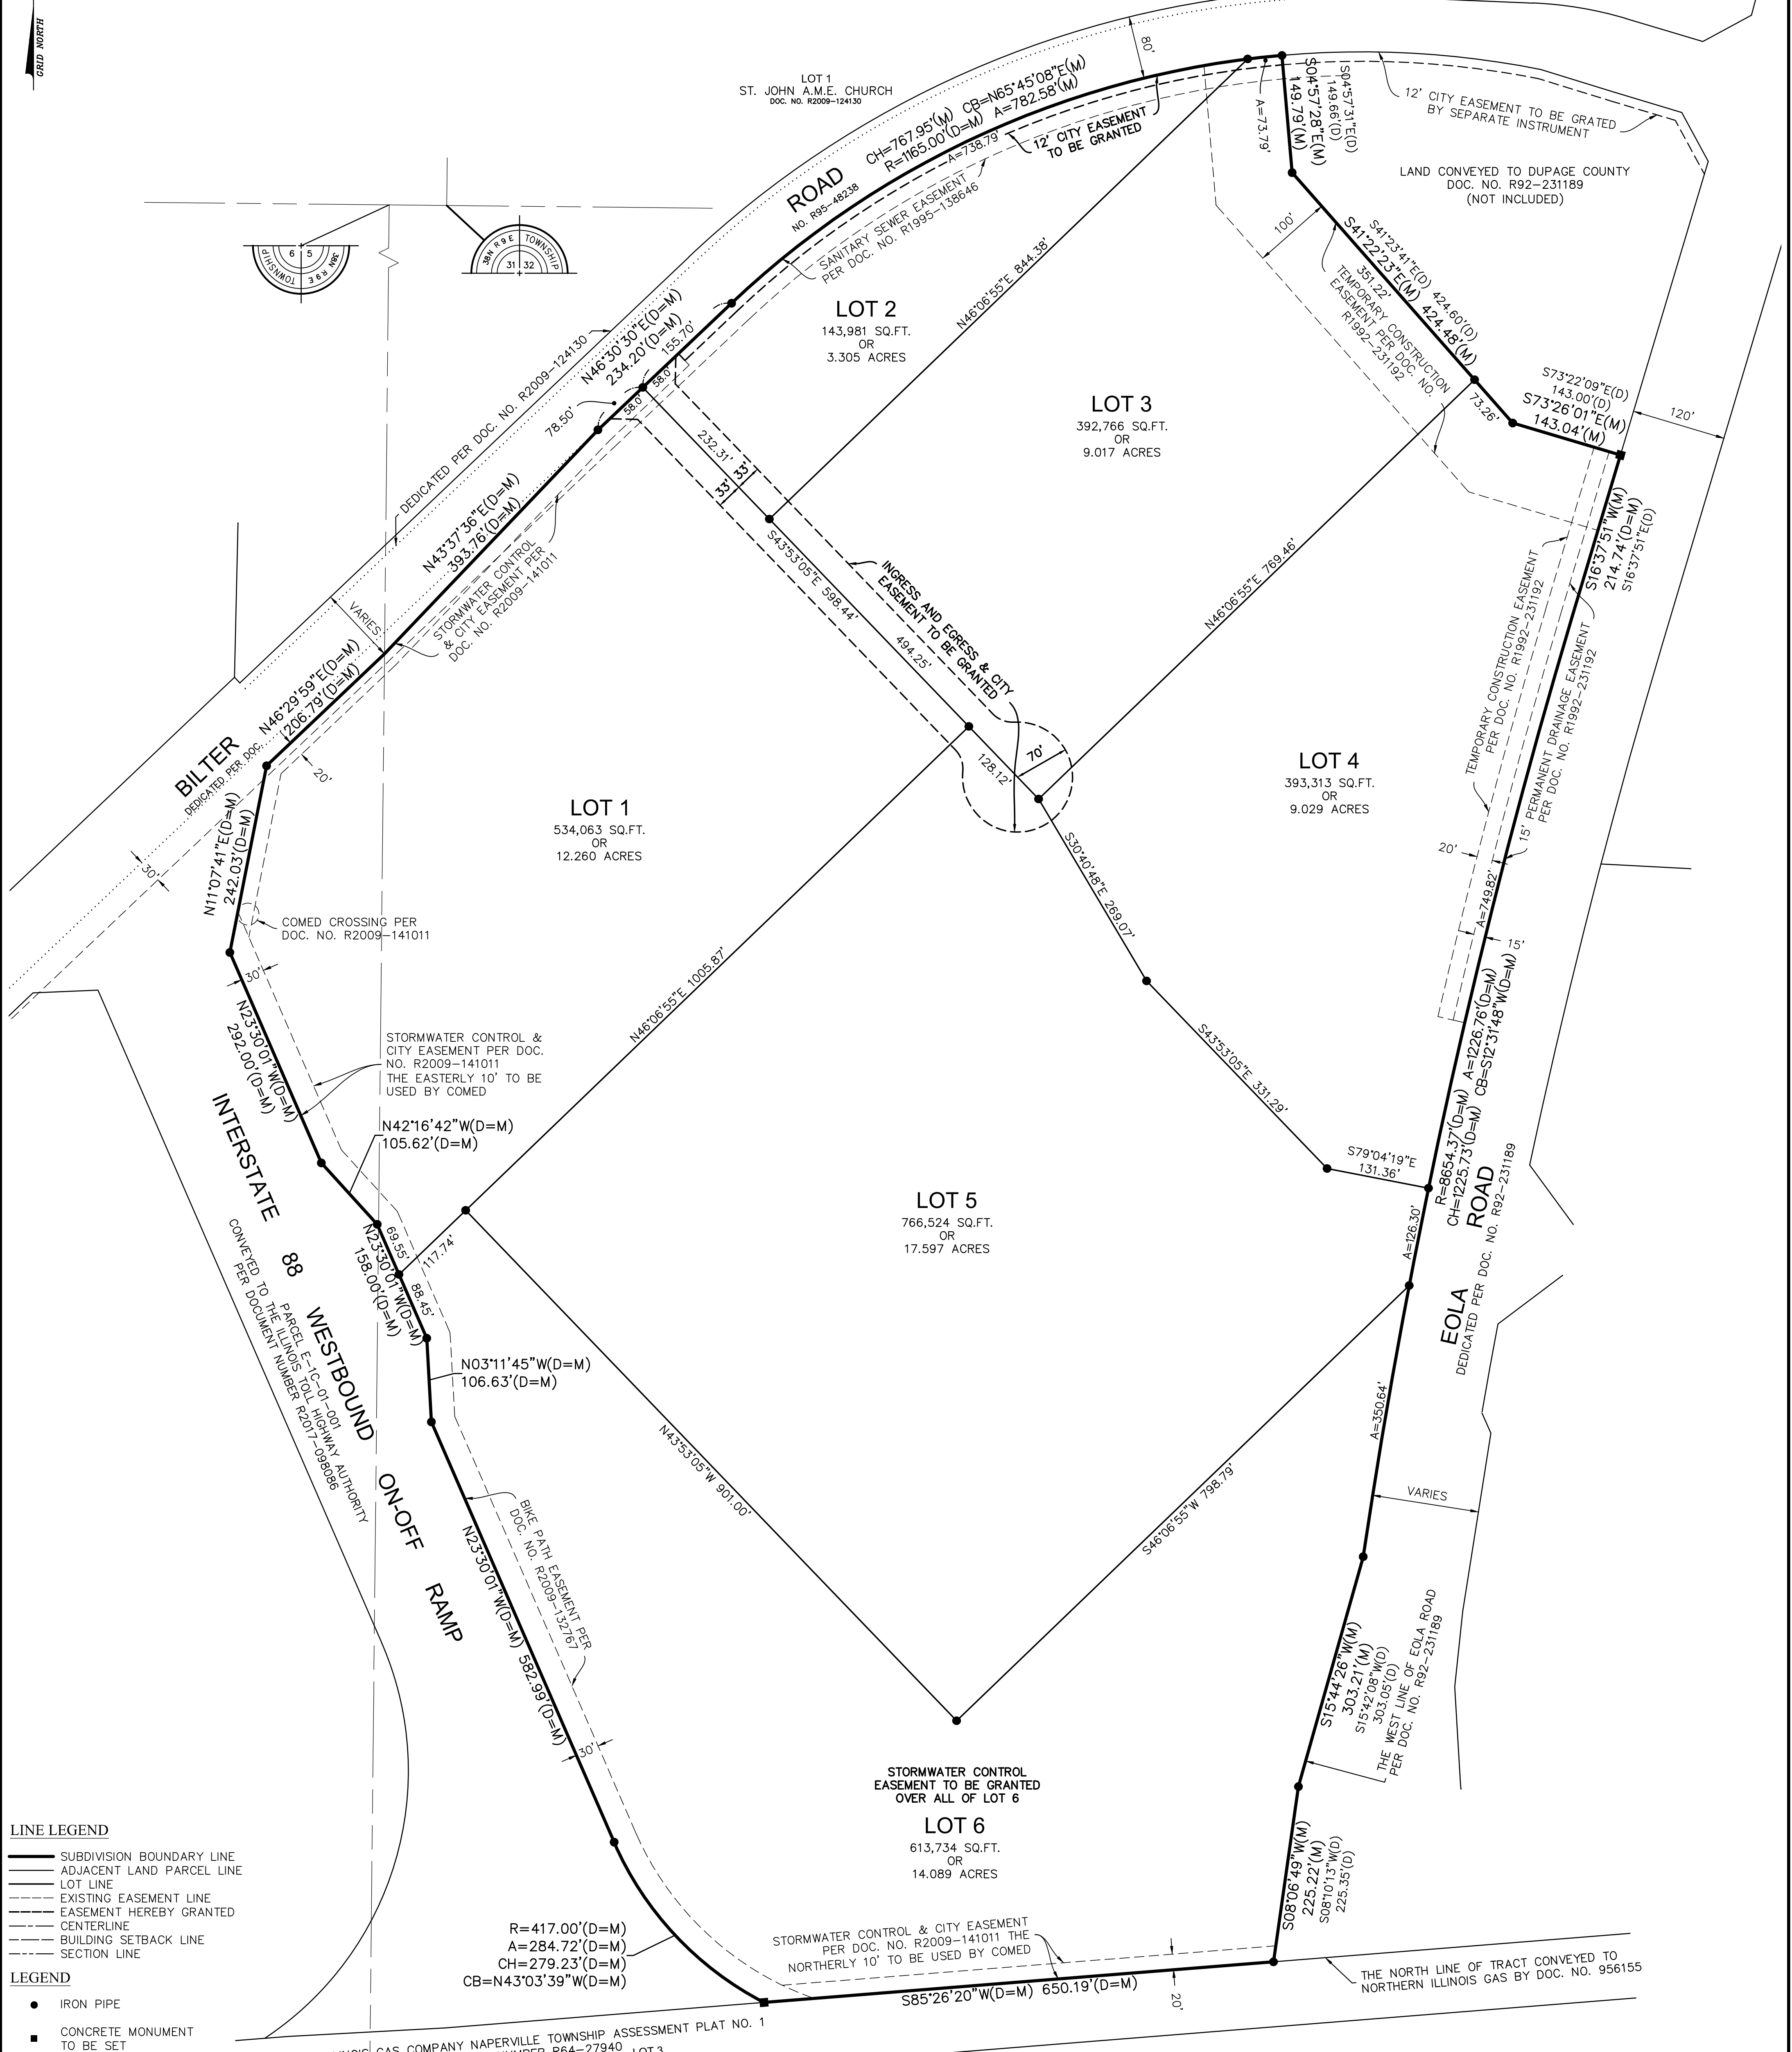 GRID NORTH
LOT 1
ST. JOHN A.M.E. CHURCH
DOC. NO. R2009-124130
80'
CH=767.95'(M) CB=N65°45'08"E(M)
R=1165.00'(D=M) A=782.58'(M)
A=738.79'
A=73.79'
12' CITY EASEMENT
TO BE GRANTED
S04°57'31"E(D)
149.66'(D)
S04°57'28"E(M)
149.79'(M)
12' CITY EASEMENT TO BE GRATED
BY SEPARATE INSTRUMENT
LAND CONVEYED TO DUPAGE COUNTY
DOC. NO. R92-231189
(NOT INCLUDED)
ROAD
NO. R95-48238
SANITARY SEWER EASEMENT
PER DOC. NO. R1995-138646
100'
S41°23'41"E(D) 424.60'(D)
S41°22'23"E(M) 424.48'(M)
351.22'
TEMPORARY CONSTRUCTION
EASEMENT PER DOC. NO.
R1992-231192
73.26'
S73°22'09"E(D)
143.00'(D)
S73°26'01"E(M)
143.04'(M)
120'
6 5
TOWNSHIP
38N R 9 E
38N R 9 E TOWNSHIP
31 32
LOT 2
143,981 SQ.FT.
OR
3.305 ACRES
N46°06'55"E 844.38'
LOT 3
392,766 SQ.FT.
OR
9.017 ACRES
N46°30'30"E(D=M)
234.20'(D=M)
155.70'
58.0'
58.0'
78.50'
DEDICATED PER DOC. NO. R2009-124130
N43°37'36"E(D=M)
393.76'(D=M)
STORMWATER CONTROL
& CITY EASEMENT PER
DOC. NO. R2009-141011
VARIES
232.31'
33' 33'
S43°53'05"E 598.44'
494.25'
INGRESS AND EGRESS & CITY
EASEMENT TO BE GRANTED
N46°06'55"E 769.46'
S16°37'51"W(M)
214.74'(D=M)
S16°37'51"E(D)
TEMPORARY CONSTRUCTION EASEMENT
PER DOC. NO. R1992-231192
15' PERMANENT DRAINAGE EASEMENT
PER DOC. NO. R1992-231192
N46°29'59"E(D=M)
206.79'(D=M)
BILTER
DEDICATED PER DOC.
20'
30'
N11°07'41"E(D=M)
242.03'(D=M)
LOT 1
534,063 SQ.FT.
OR
12.260 ACRES
70'
128.12'
LOT 4
393,313 SQ.FT.
OR
9.029 ACRES
S30°40'48"E 269.07'
20'
A=749.82'
15'
COMED CROSSING PER
DOC. NO. R2009-141011
30'
N23°30'01"W(D=M)
292.00'(D=M)
N46°06'55"E 1005.87'
STORMWATER CONTROL &
CITY EASEMENT PER DOC.
NO. R2009-141011
THE EASTERLY 10' TO BE
USED BY COMED
N42°16'42"W(D=M)
105.62'(D=M)
S43°53'05"E 331.29'
S79°04'19"E
131.36'
R=8654.37'(D=M) A=1226.76'(D=M)
CH=1225.73'(D=M) CB=S12°31'48"W(D=M)
LOT 5
766,524 SQ.FT.
OR
17.597 ACRES
A=126.30'
EOLA ROAD
DEDICATED PER DOC. NO. R92-231189
69.55'
117.74'
88.45'
N23°30'01"W(D=M)
158.00'(D=M)
INTERSTATE 88 WESTBOUND ON-OFF RAMP
PARCEL E-1C-01-001
CONVEYED TO THE ILLINOIS TOLL HIGHWAY AUTHORITY
PER DOCUMENT NUMBER R2017-098086
N03°11'45"W(D=M)
106.63'(D=M)
A=350.64'
N43°53'05"W 901.00'
S46°06'55"W 798.79'
VARIES
BIKE PATH EASEMENT PER
DOC. NO. R2009-132767
N23°30'01"W(D=M) 582.99'(D=M)
30'
S15°44'26"W(M)
303.21'(M)
S15°42'08"W(D)
303.05'(D)
THE WEST LINE OF EOLA ROAD
PER DOC. NO. R92-231189
STORMWATER CONTROL
EASEMENT TO BE GRANTED
OVER ALL OF LOT 6
LOT 6
613,734 SQ.FT.
OR
14.089 ACRES
S08°06'49"W(M)
225.22'(M)
S08°10'13"W(D)
225.35'(D)
R=417.00'(D=M)
A=284.72'(D=M)
CH=279.23'(D=M)
CB=N43°03'39"W(D=M)
STORMWATER CONTROL & CITY EASEMENT
PER DOC. NO. R2009-141011 THE
NORTHERLY 10' TO BE USED BY COMED
S85°26'20"W(D=M) 650.19'(D=M)
20'
THE NORTH LINE OF TRACT CONVEYED TO
NORTHERN ILLINOIS GAS BY DOC. NO. 956155
LINE LEGEND
SUBDIVISION BOUNDARY LINE
ADJACENT LAND PARCEL LINE
LOT LINE
EXISTING EASEMENT LINE
EASEMENT HEREBY GRANTED
CENTERLINE
BUILDING SETBACK LINE
SECTION LINE
LEGEND
IRON PIPE
CONCRETE MONUMENT
TO BE SET
GAS COMPANY NAPERVILLE TOWNSHIP ASSESSMENT PLAT NO. 1
R64-27940 LOT 3